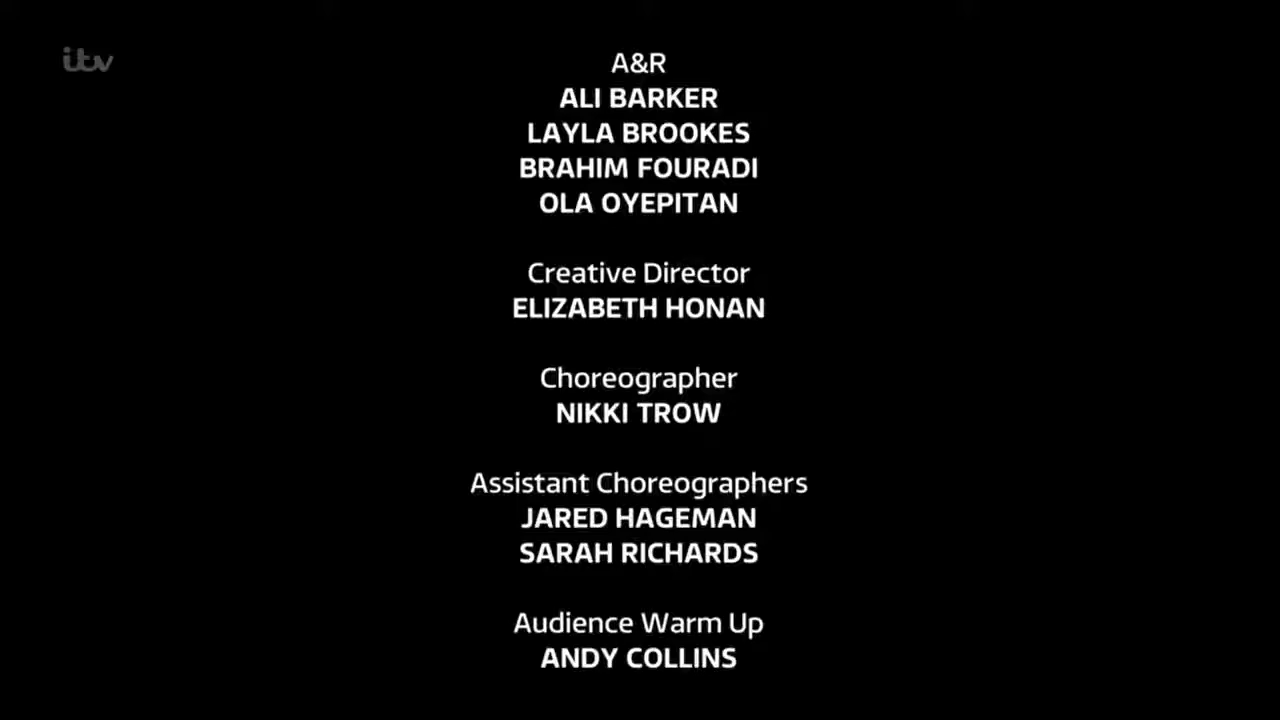 itv
A&R
ALI BARKER
LAYLA BROOKES
BRAHIM FOURADI
OLA OYEPITAN
Creative Director
ELIZABETH HONAN
Choreographer
NIKKI TROW
Assistant Choreographers
JARED HAGEMAN
SARAH RICHARDS
Audience Warm Up
ANDY COLLINS